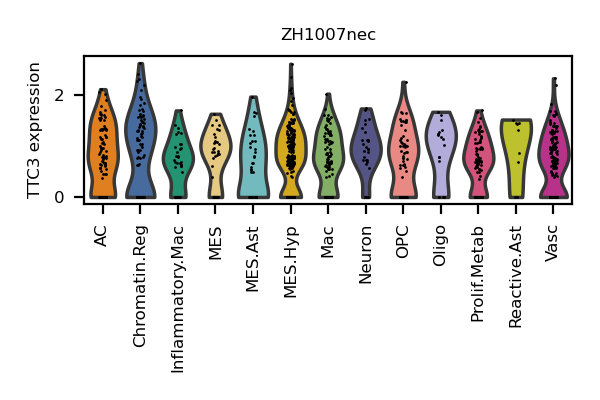 ZH1007nec
TTC3 expression
2
0
AC
Chromatin.Reg
Inflammatory.Mac
MES
MES.Ast
MES.Hyp
Mac
Neuron
OPC
Oligo
Prolif.Metab
Reactive.Ast
Vasc